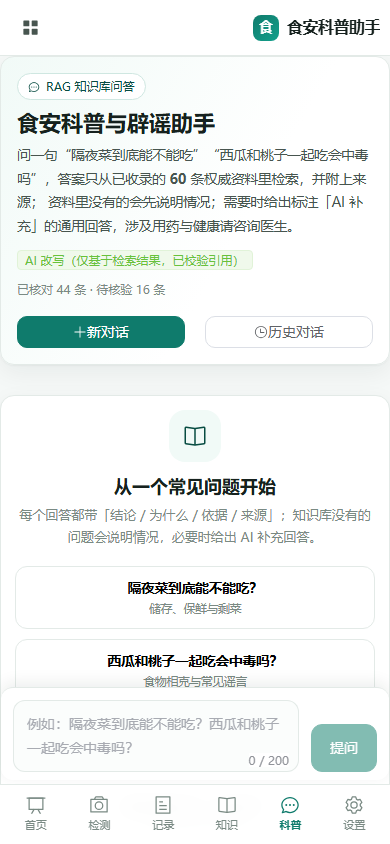 食 食安科普助手
RAG 知识库问答
食安科普与辟谣助手
问一句“隔夜菜到底能不能吃”“西瓜和桃子一起吃会中毒
吗”，答案只从已收录的 60 条权威资料里检索，并附上来
源； 资料里没有的会先说明情况；需要时给出标注「AI 补
充」的通用回答，涉及用药与健康请咨询医生。
AI 改写（仅基于检索结果，已校验引用）
已核对 44 条 · 待核验 16 条
＋新对话
历史对话
从一个常见问题开始
每个回答都带「结论 / 为什么 / 依据 / 来源」；知识库没有的
问题会说明情况，必要时给出 AI 补充回答。
隔夜菜到底能不能吃？
储存、保鲜与剩菜
西瓜和桃子一起吃会中毒吗？
食物相克与常见谣言
例如：隔夜菜到底能不能吃？西瓜和桃子
一起吃会中毒吗？
0 / 200
提问
首页 检测 记录 知识 科普 设置